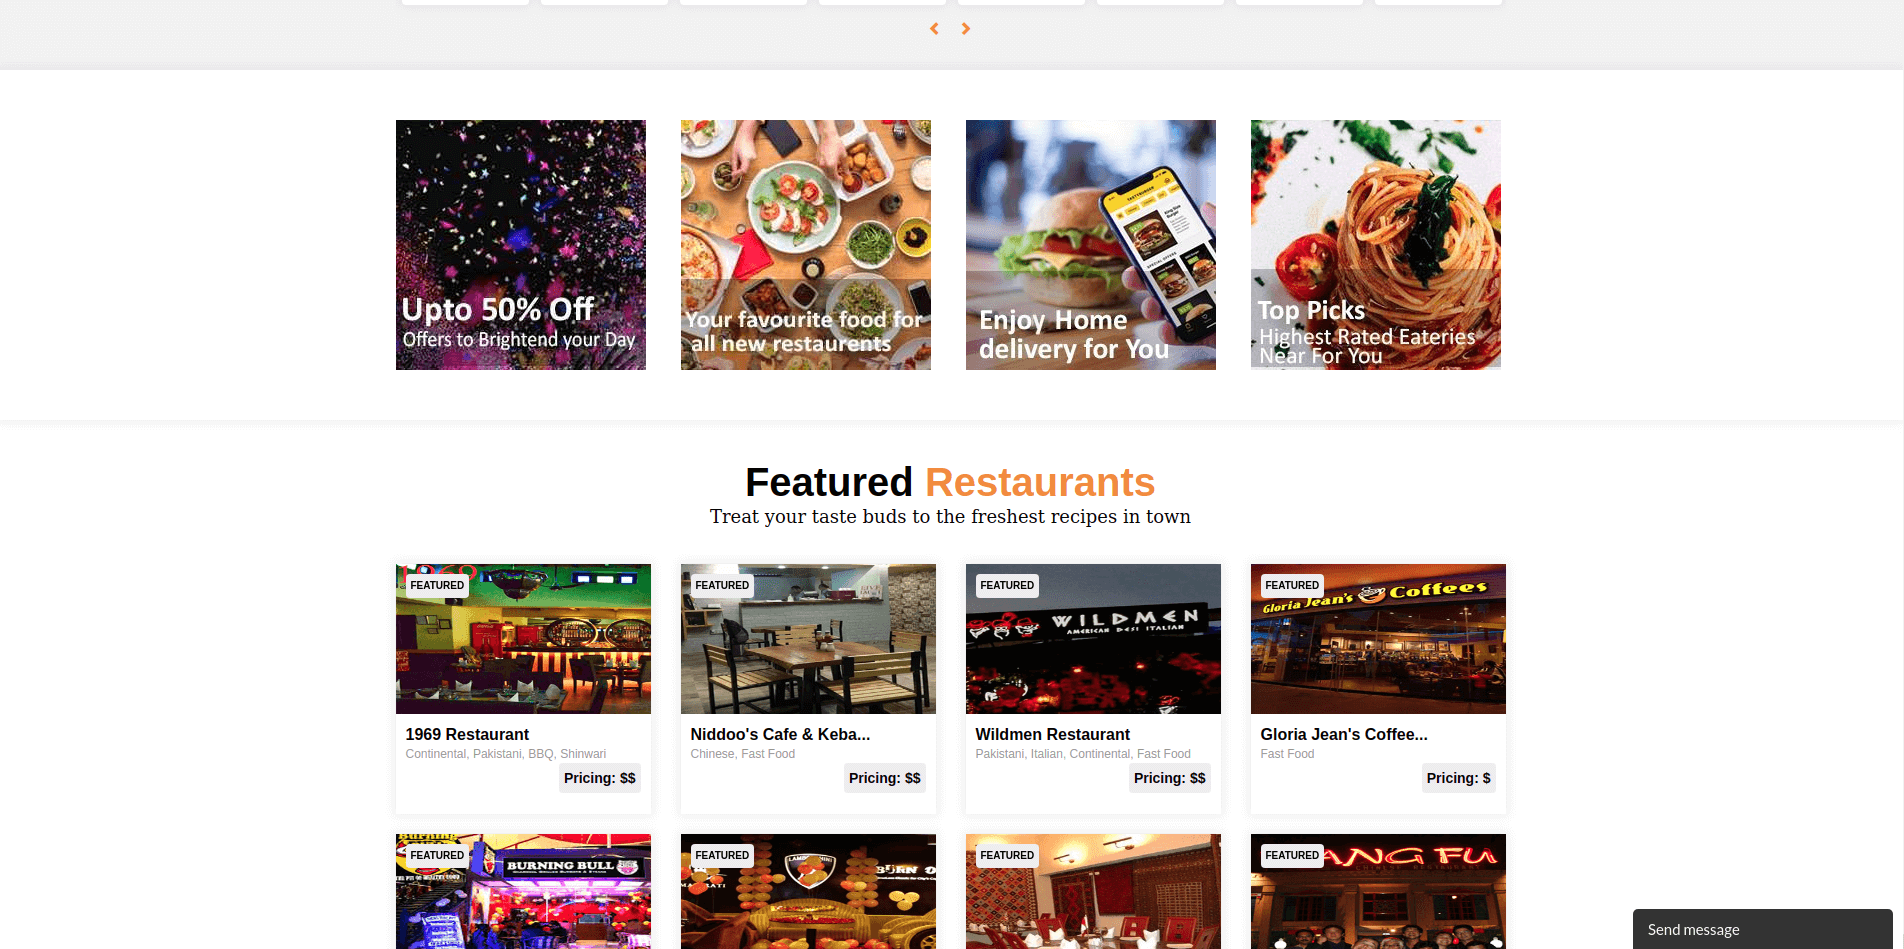 Upto 50% Off
Offers to Brightend your Day
Your favourite food for
all new restaurents
Enjoy Home
delivery for You
Top Picks
Highest Rated Eateries
Near For You
Featured Restaurants
Treat your taste buds to the freshest recipes in town
1969
FEATURED
FEATURED
FEATURED
WILDMEN
AMERICAN DESI ITALIAN
FEATURED
Gloria Jean's Coffees
1969 Restaurant
Continental, Pakistani, BBQ, Shinwari
Pricing: $$
Niddoo's Cafe & Keba...
Chinese, Fast Food
Pricing: $$
Wildmen Restaurant
Pakistani, Italian, Continental, Fast Food
Pricing: $$
Gloria Jean's Coffee...
Fast Food
Pricing: $
FEATURED
BURNING BULL
FEATURED
FEATURED
FEATURED
ANG FU
Send message